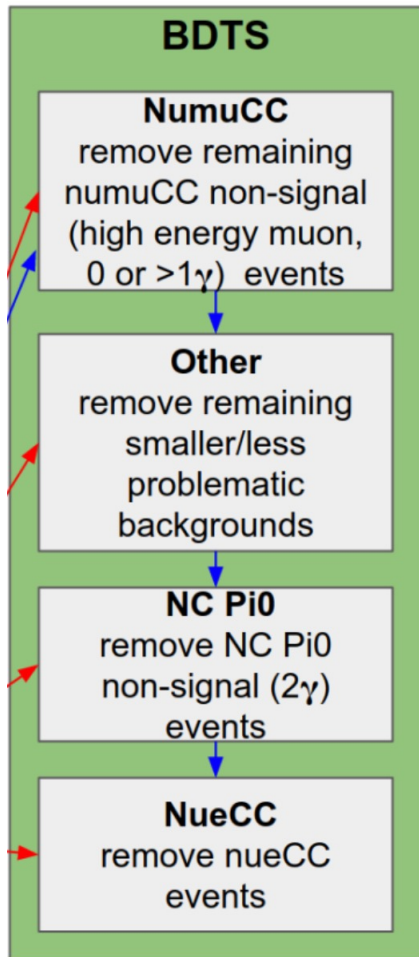 BDTS
NumuCC
remove remaining
numuCC non-signal
(high energy muon,
0 or >1γ) events
Other
remove remaining
smaller/less
problematic
backgrounds
NC Pi0
remove NC Pi0
non-signal (2γ)
events
NueCC
remove nueCC
events